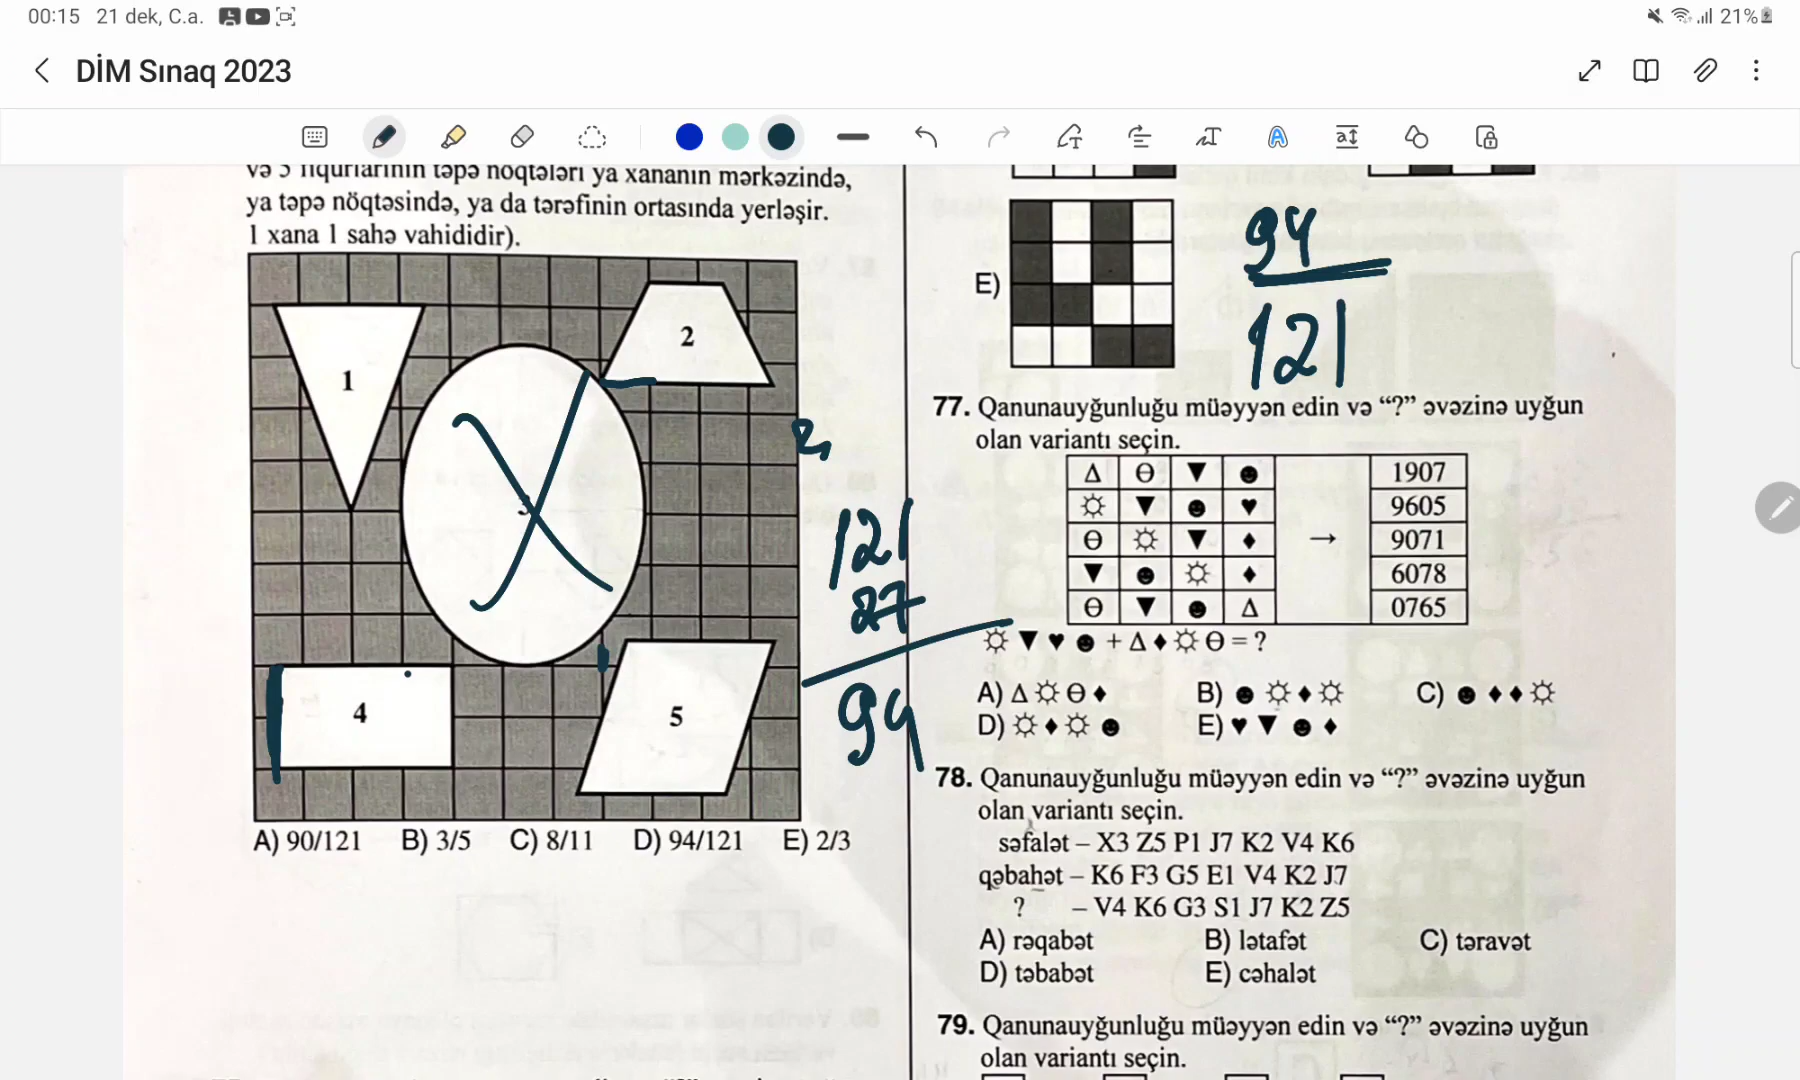 00:15 21 dek, C.a.
21%
DİM Sınaq 2023
və 5 fiqurlarının təpə nöqtələri ya xananın mərkəzində,
ya təpə nöqtəsində, ya da tərəfinin ortasında yerləşir.
1 xana 1 sahə vahididir).
1
2
3
4
5
2,
121
27
94
A) 90/121 B) 3/5 C) 8/11 D) 94/121 E) 2/3
E)
94
121
77. Qanunauyğunluğu müəyyən edin və “?” əvəzinə uyğun
olan variantı seçin.
Δ Ө ▼ ☻ 1907
☼ ▼ ☻ ♥ 9605
Ө ☼ ▼ ♦ → 9071
▼ ☻ ☼ ♦ 6078
Ө ▼ ☻ Δ 0765
☼ ▼ ♥ ☻ + Δ ♦ ☼ Ө = ?
A) Δ ☼ Ө ♦ B) ☻ ☼ ♦ ☼ C) ☻ ♦ ♦ ☼
D) ☼ ♦ ☼ ☻ E) ♥ ▼ ☻ ♦
78. Qanunauyğunluğu müəyyən edin və “?” əvəzinə uyğun
olan variantı seçin.
səfalət – X3 Z5 P1 J7 K2 V4 K6
qəbahət – K6 F3 G5 E1 V4 K2 J7
? – V4 K6 G3 S1 J7 K2 Z5
A) rəqabət B) lətafət C) təravət
D) təbabət E) cəhalət
79. Qanunauyğunluğu müəyyən edin və “?” əvəzinə uyğun
olan variantı seçin.